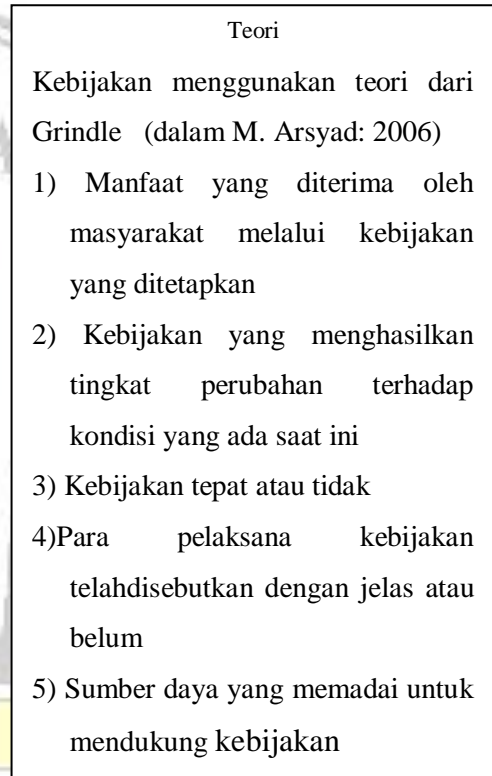 Teori
Kebijakan menggunakan teori dari
Grindle (dalam M. Arsyad: 2006)
1) Manfaat yang diterima oleh
masyarakat melalui kebijakan
yang ditetapkan
2) Kebijakan yang menghasilkan
tingkat perubahan terhadap
kondisi yang ada saat ini
3) Kebijakan tepat atau tidak
4)Para pelaksana kebijakan
telahdisebutkan dengan jelas atau
belum
5) Sumber daya yang memadai untuk
mendukung kebijakan